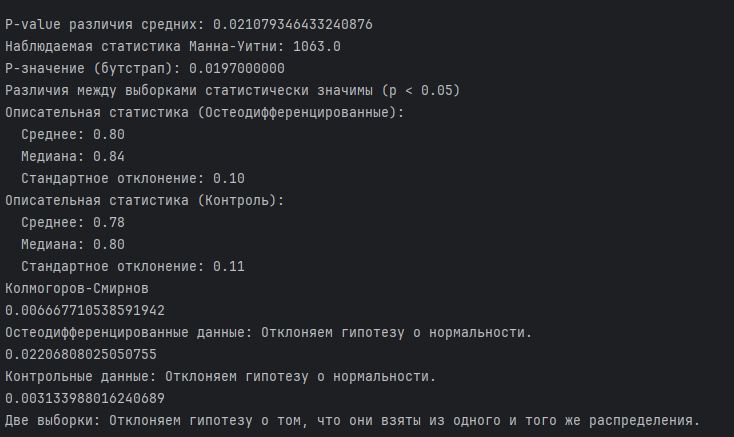 P-value различия средних: 0.021079346433240876
Наблюдаемая статистика Манна-Уитни: 1063.0
P-значение (бутстрап): 0.0197000000
Различия между выборками статистически значимы (p < 0.05)
Описательная статистика (Остеодифференцированные):
  Среднее: 0.80
  Медиана: 0.84
  Стандартное отклонение: 0.10
Описательная статистика (Контроль):
  Среднее: 0.78
  Медиана: 0.80
  Стандартное отклонение: 0.11
Колмогоров-Смирнов
0.006667710538591942
Остеодифференцированные данные: Отклоняем гипотезу о нормальности.
0.02206808025050755
Контрольные данные: Отклоняем гипотезу о нормальности.
0.003133988016240689
Две выборки: Отклоняем гипотезу о том, что они взяты из одного и того же распределения.